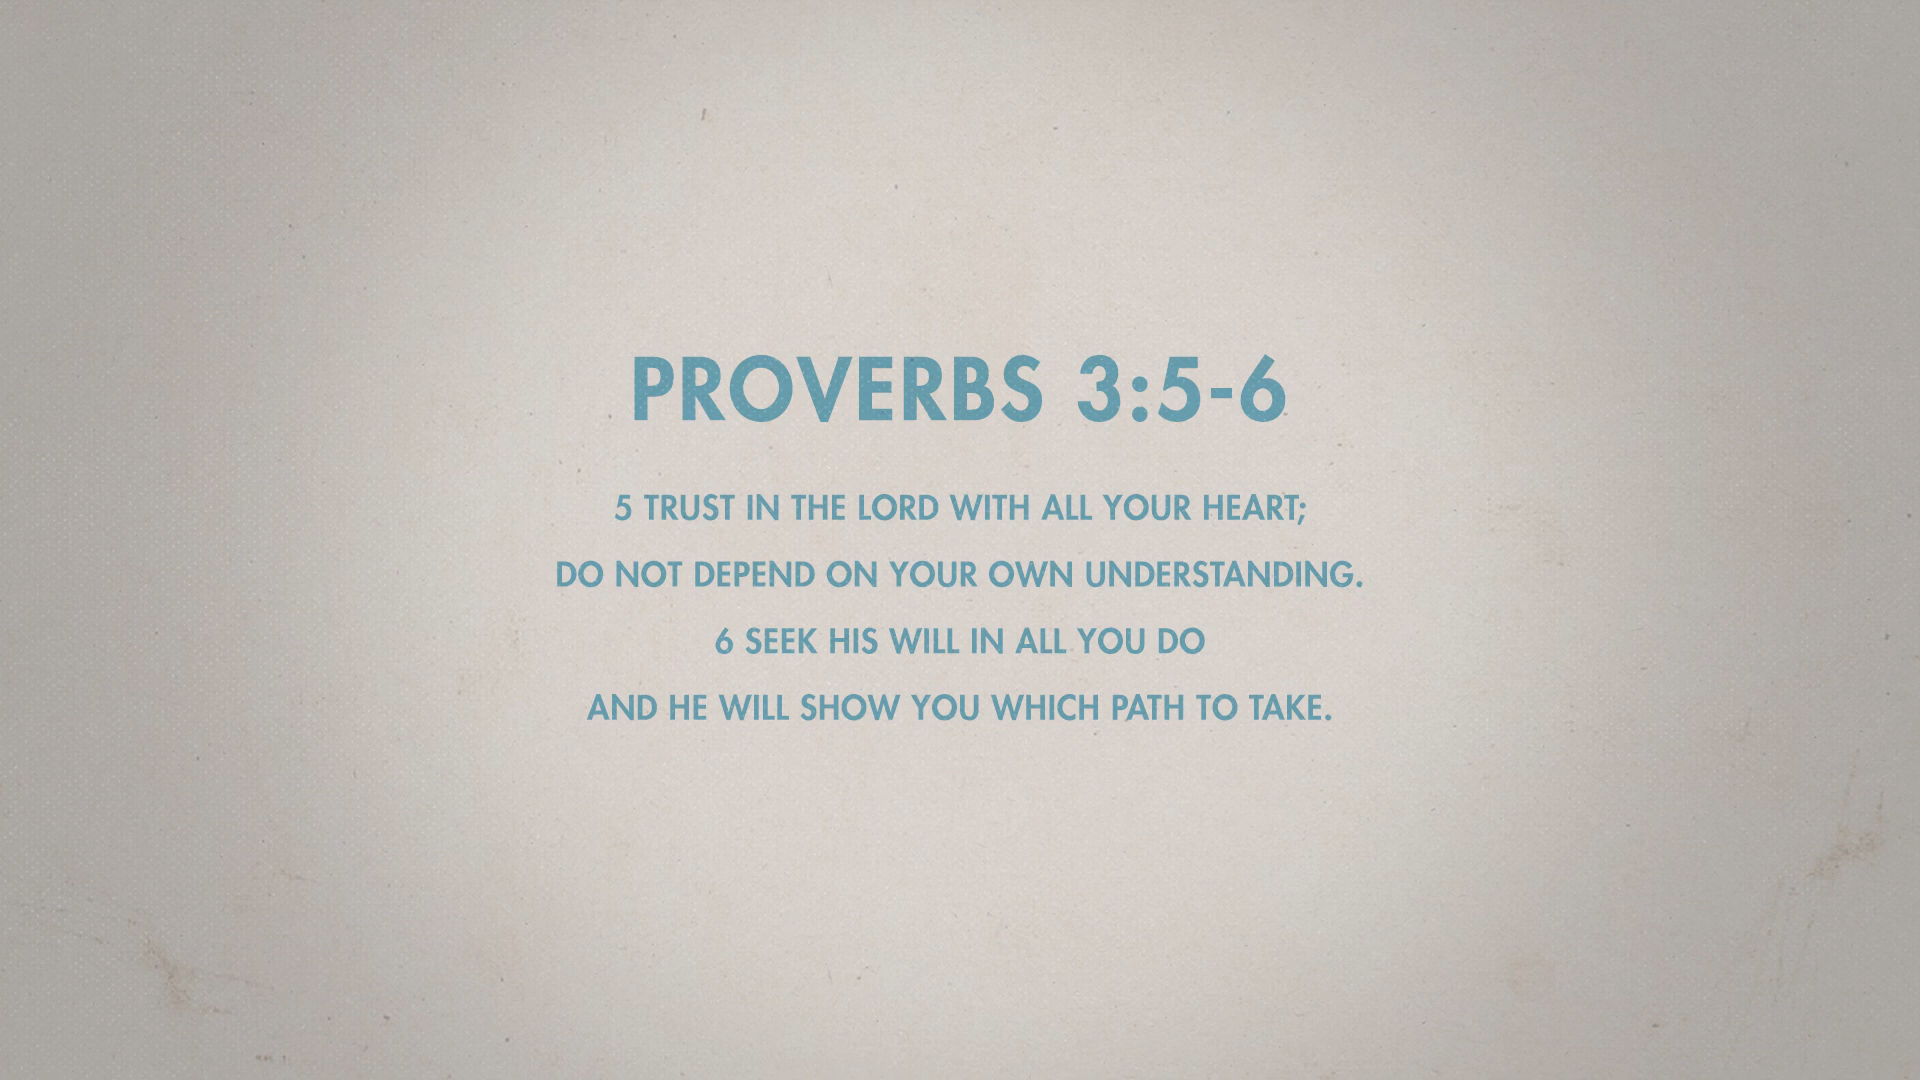 PROVERBS 3:5-6
5 TRUST IN THE LORD WITH ALL YOUR HEART;
DO NOT DEPEND ON YOUR OWN UNDERSTANDING.
6 SEEK HIS WILL IN ALL YOU DO
AND HE WILL SHOW YOU WHICH PATH TO TAKE.